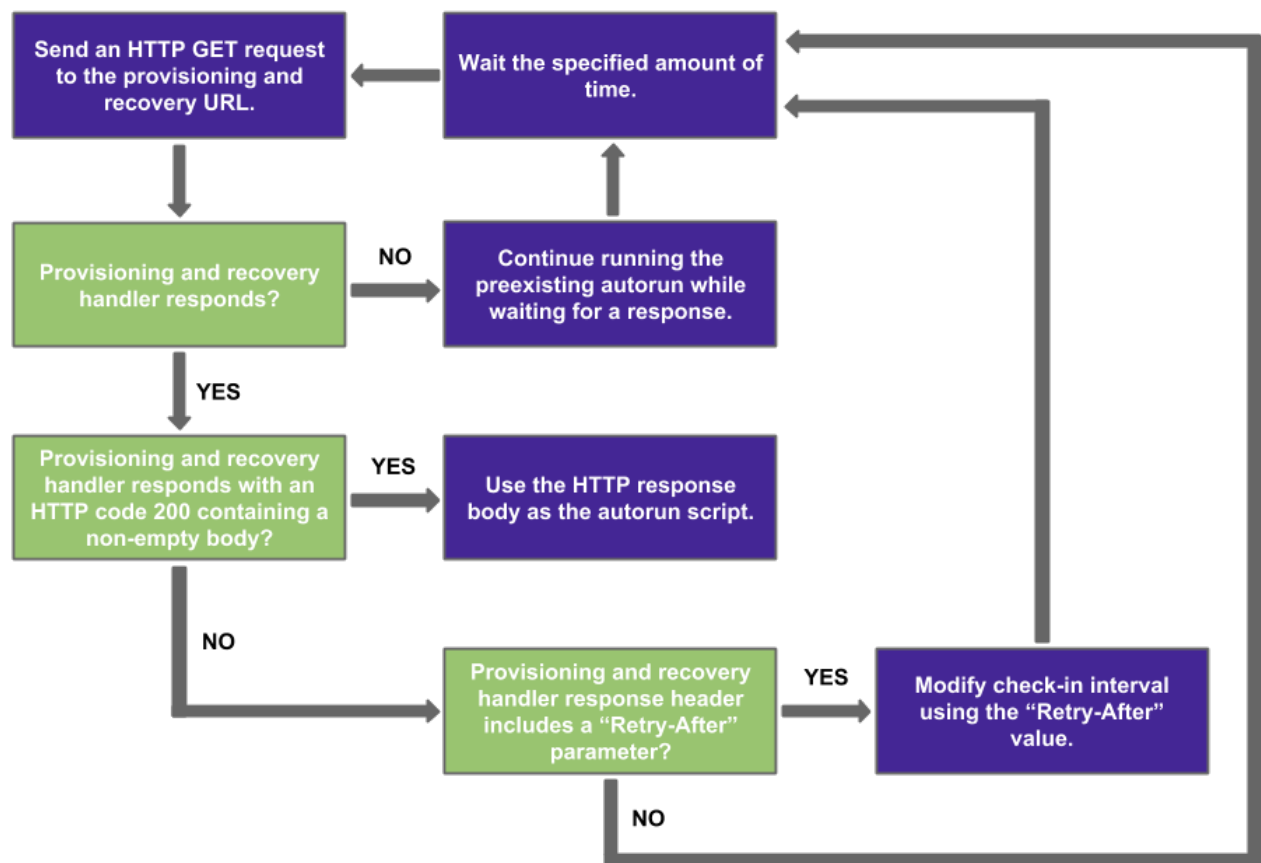 Send an HTTP GET request
to the provisioning and
recovery URL.
Wait the specified amount of
time.
Provisioning and recovery
handler responds?
NO
Continue running the
preexisting autorun while
waiting for a response.
YES
Provisioning and recovery
handler responds with an
HTTP code 200 containing a
non-empty body?
YES
Use the HTTP response
body as the autorun script.
NO
Provisioning and recovery
handler response header
includes a “Retry-After”
parameter?
YES
Modify check-in interval
using the “Retry-After”
value.
NO